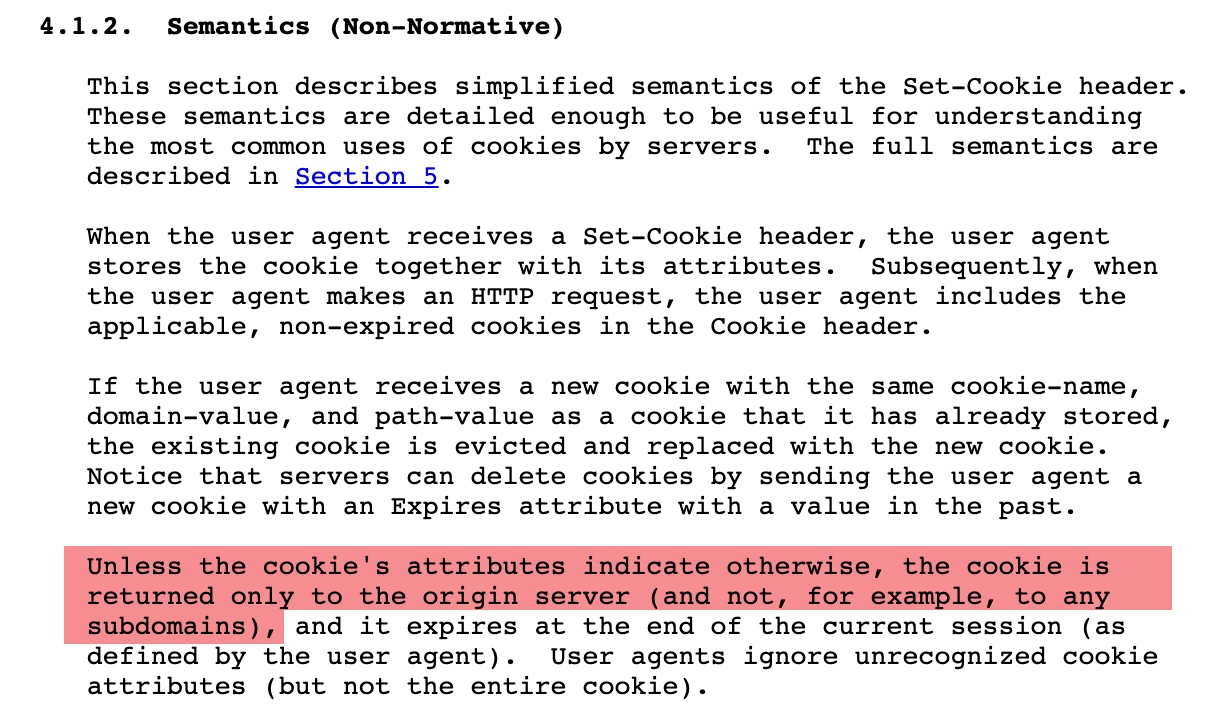 4.1.2.  Semantics (Non-Normative)
This section describes simplified semantics of the Set-Cookie header.
These semantics are detailed enough to be useful for understanding
the most common uses of cookies by servers.  The full semantics are
described in Section 5.
When the user agent receives a Set-Cookie header, the user agent
stores the cookie together with its attributes.  Subsequently, when
the user agent makes an HTTP request, the user agent includes the
applicable, non-expired cookies in the Cookie header.
If the user agent receives a new cookie with the same cookie-name,
domain-value, and path-value as a cookie that it has already stored,
the existing cookie is evicted and replaced with the new cookie.
Notice that servers can delete cookies by sending the user agent a
new cookie with an Expires attribute with a value in the past.
Unless the cookie's attributes indicate otherwise, the cookie is
returned only to the origin server (and not, for example, to any
subdomains), and it expires at the end of the current session (as
defined by the user agent).  User agents ignore unrecognized cookie
attributes (but not the entire cookie).